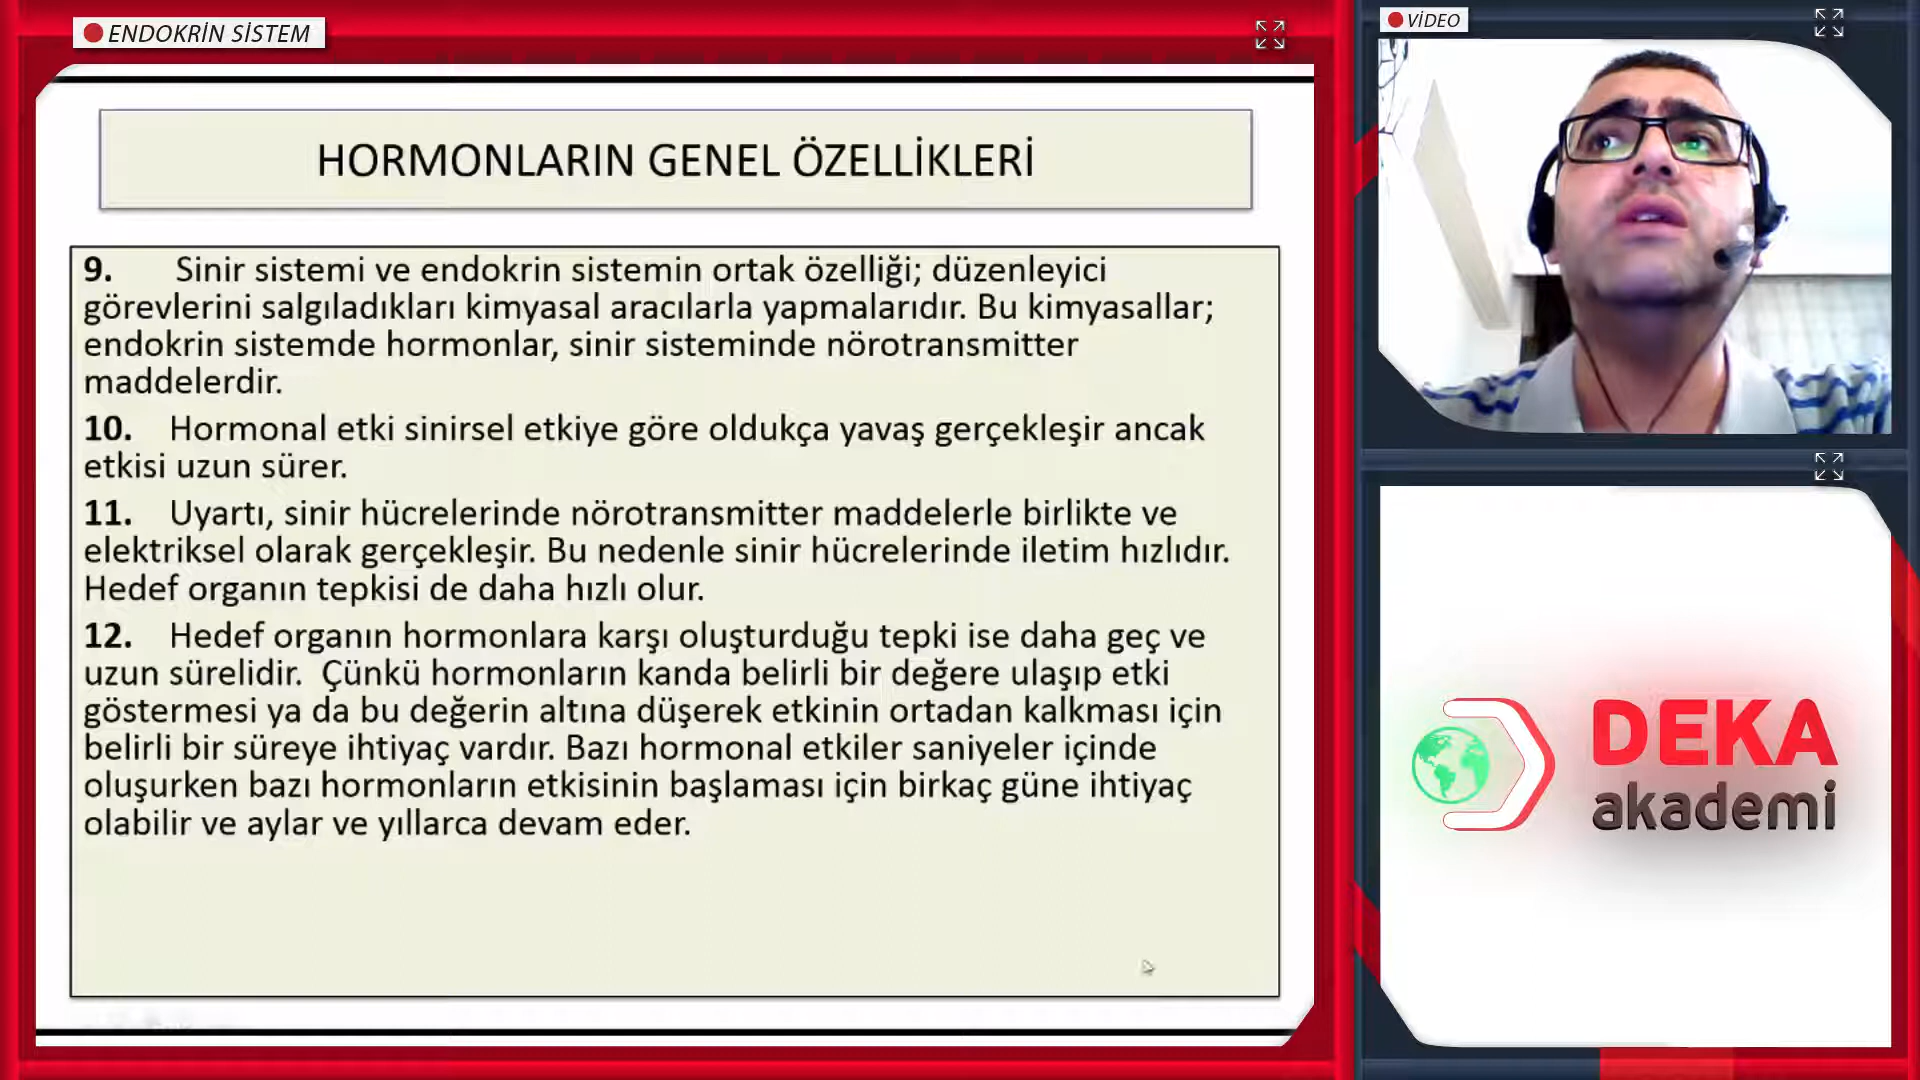 ENDOKRİN SİSTEM
VİDEO
HORMONLARIN GENEL ÖZELLİKLERİ
9. Sinir sistemi ve endokrin sistemin ortak özelliği; düzenleyici
görevlerini salgıladıkları kimyasal aracılarla yapmalarıdır. Bu kimyasallar;
endokrin sistemde hormonlar, sinir sisteminde nörotransmitter
maddelerdir.
10. Hormonal etki sinirsel etkiye göre oldukça yavaş gerçekleşir ancak
etkisi uzun sürer.
11. Uyartı, sinir hücrelerinde nörotransmitter maddelerle birlikte ve
elektriksel olarak gerçekleşir. Bu nedenle sinir hücrelerinde iletim hızlıdır.
Hedef organın tepkisi de daha hızlı olur.
12. Hedef organın hormonlara karşı oluşturduğu tepki ise daha geç ve
uzun sürelidir. Çünkü hormonların kanda belirli bir değere ulaşıp etki
göstermesi ya da bu değerin altına düşerek etkinin ortadan kalkması için
belirli bir süreye ihtiyaç vardır. Bazı hormonal etkiler saniyeler içinde
oluşurken bazı hormonların etkisinin başlaması için birkaç güne ihtiyaç
olabilir ve aylar ve yıllarca devam eder.
DEKA
akademi